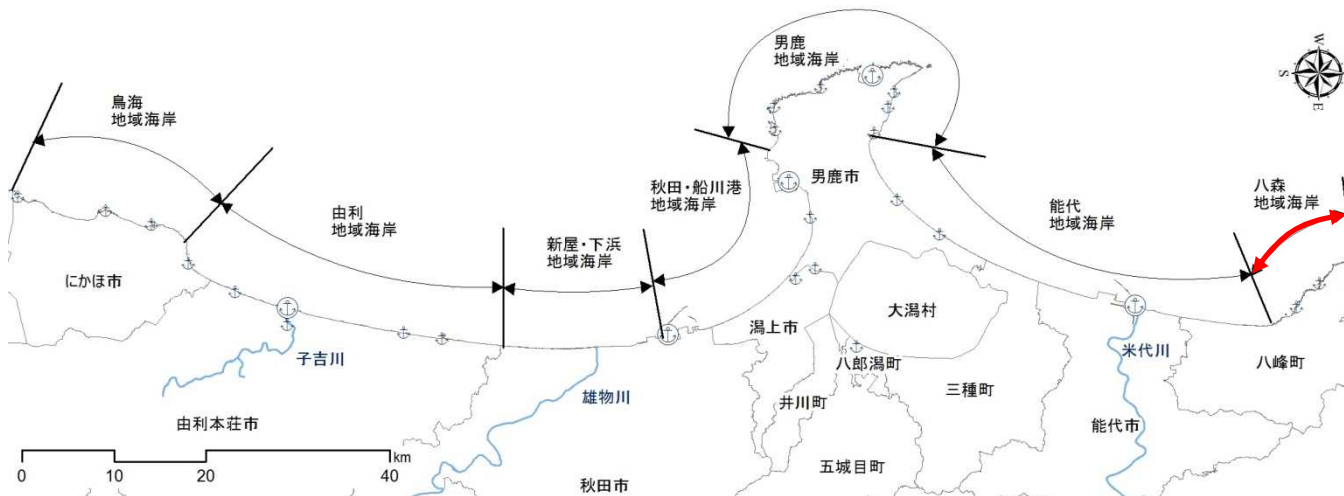 男鹿
地域海岸
W
S
E
鳥海
地域海岸
秋田・船川港
地域海岸
男鹿市
八森
地域海岸
由利
地域海岸
能代
地域海岸
新屋・下浜
地域海岸
にかほ市
大潟村
潟上市
子吉川
八郎潟町
米代川
八峰町
三種町
雄物川
井川町
由利本荘市
能代市
km
0
10
20
40
五城目町
秋田市